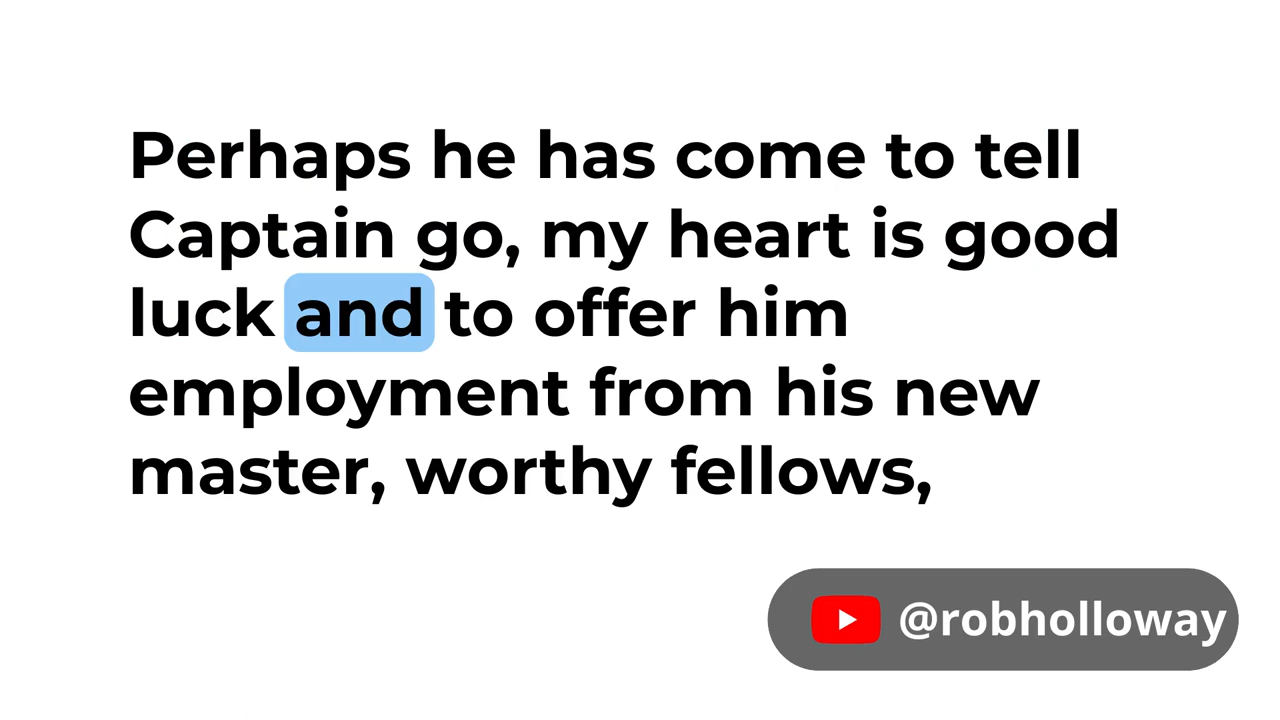 Perhaps he has come to tell
Captain go, my heart is good
luck and to offer him
employment from his new
master, worthy fellows,
@robholloway